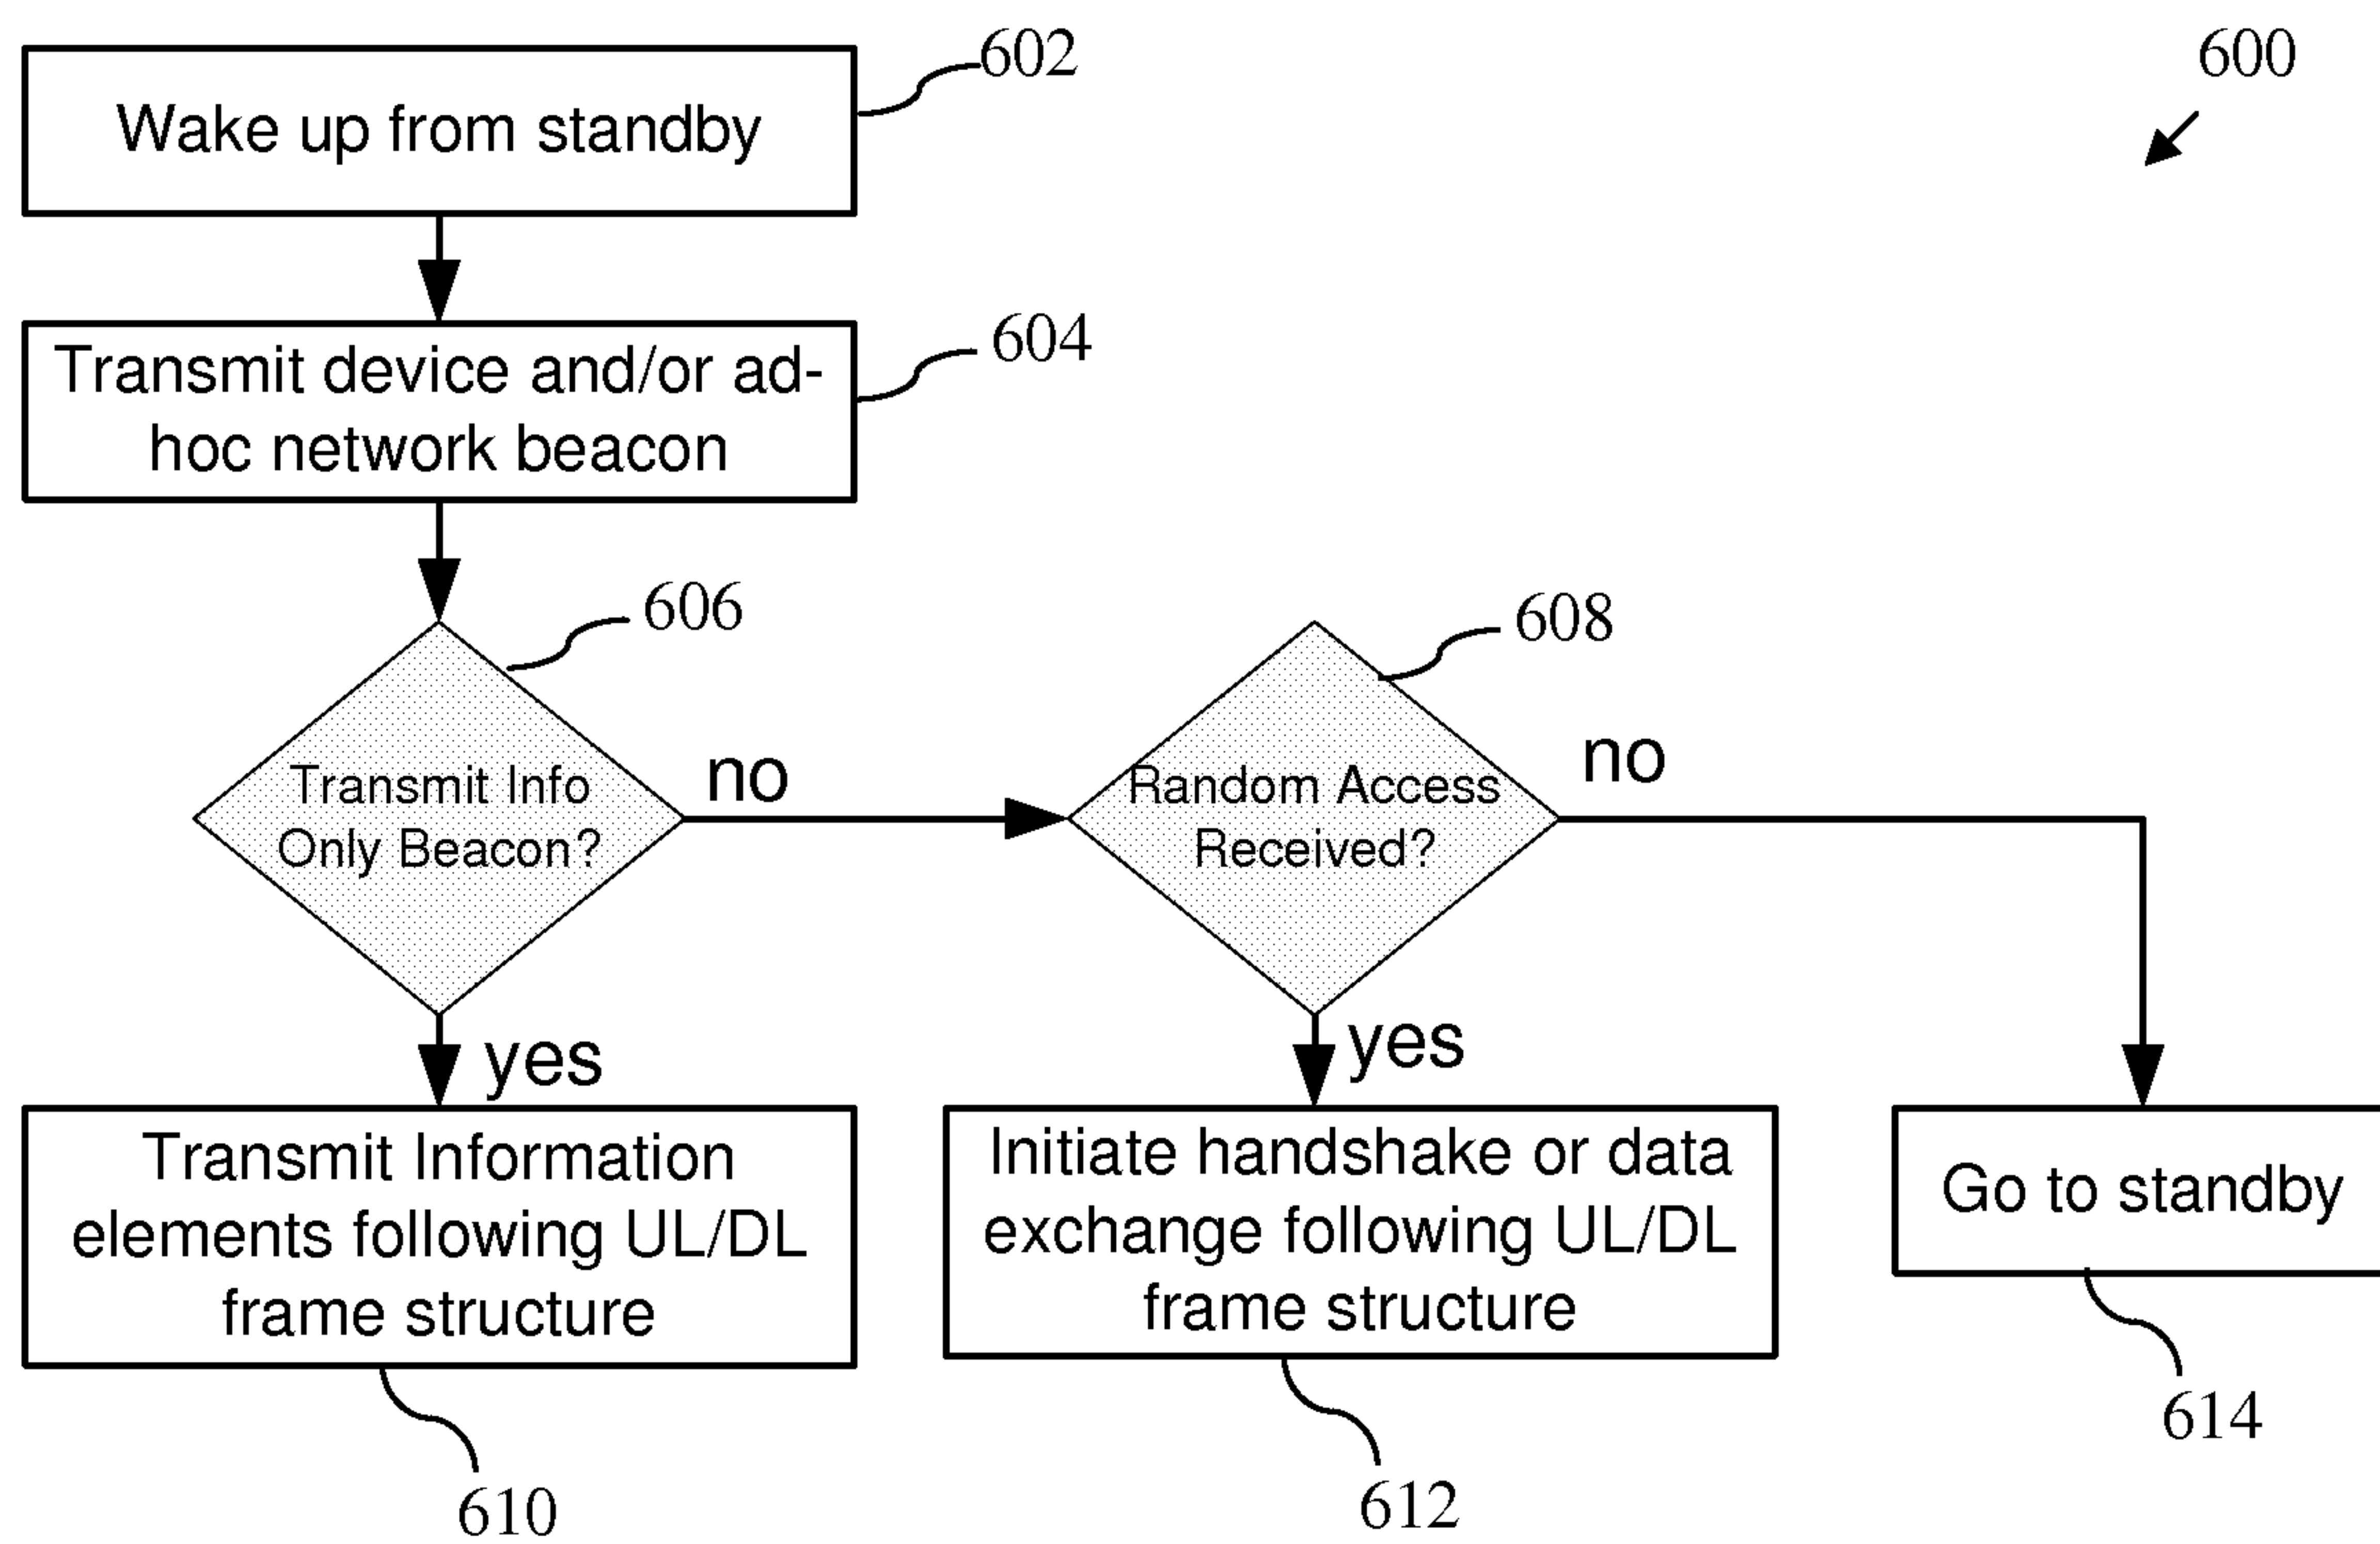 602
600
Wake up from standby
604
Transmit device and/or ad-
hoc network beacon
606
608
no
no
Transmit Info
Only Beacon?
Random Access
Received?
yes
yes
Transmit Information
elements following UL/DL
frame structure
Initiate handshake or data
exchange following UL/DL
frame structure
Go to standby
614
610
612